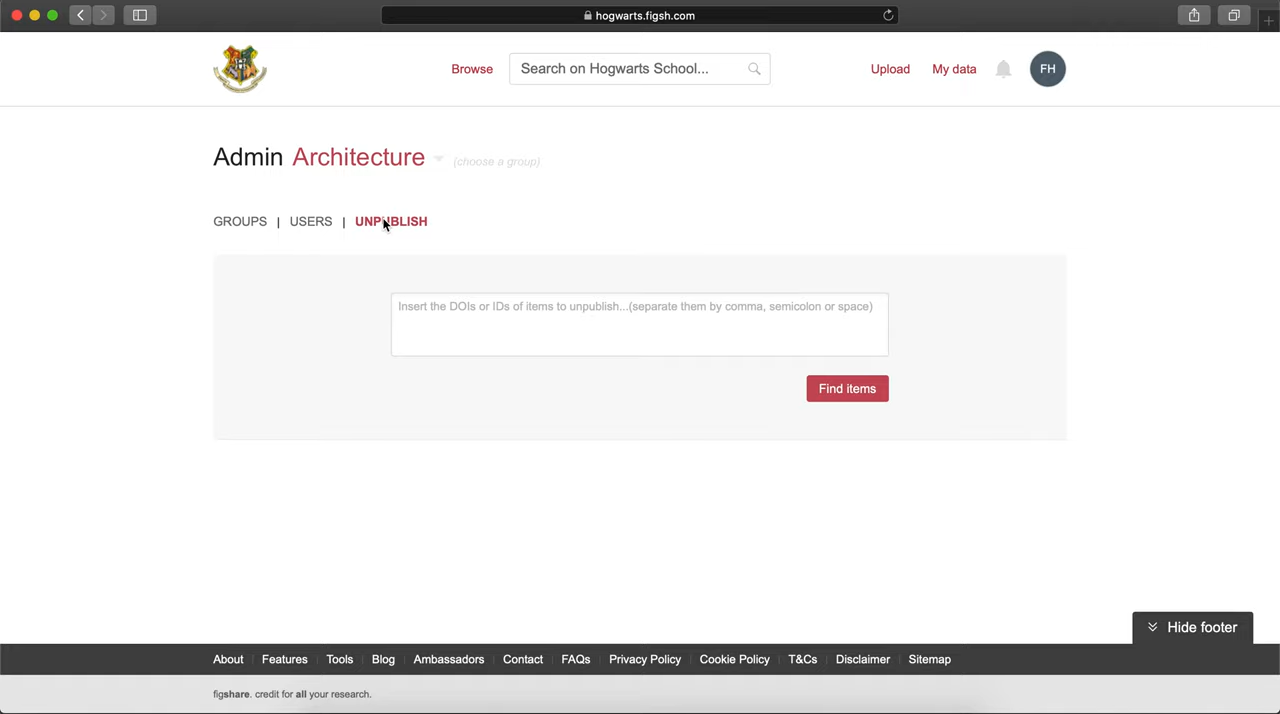 hogwarts.figsh.com
Browse
Search on Hogwarts School...
Upload
My data
FH
Admin Architecture (choose a group)
GROUPS | USERS | UNPUBLISH
Insert the DOIs or IDs of items to unpublish...(separate them by comma, semicolon or space)
Find items
Hide footer
About | Features | Tools | Blog | Ambassadors | Contact | FAQs | Privacy Policy | Cookie Policy | T&Cs | Disclaimer | Sitemap
figshare. credit for all your research.